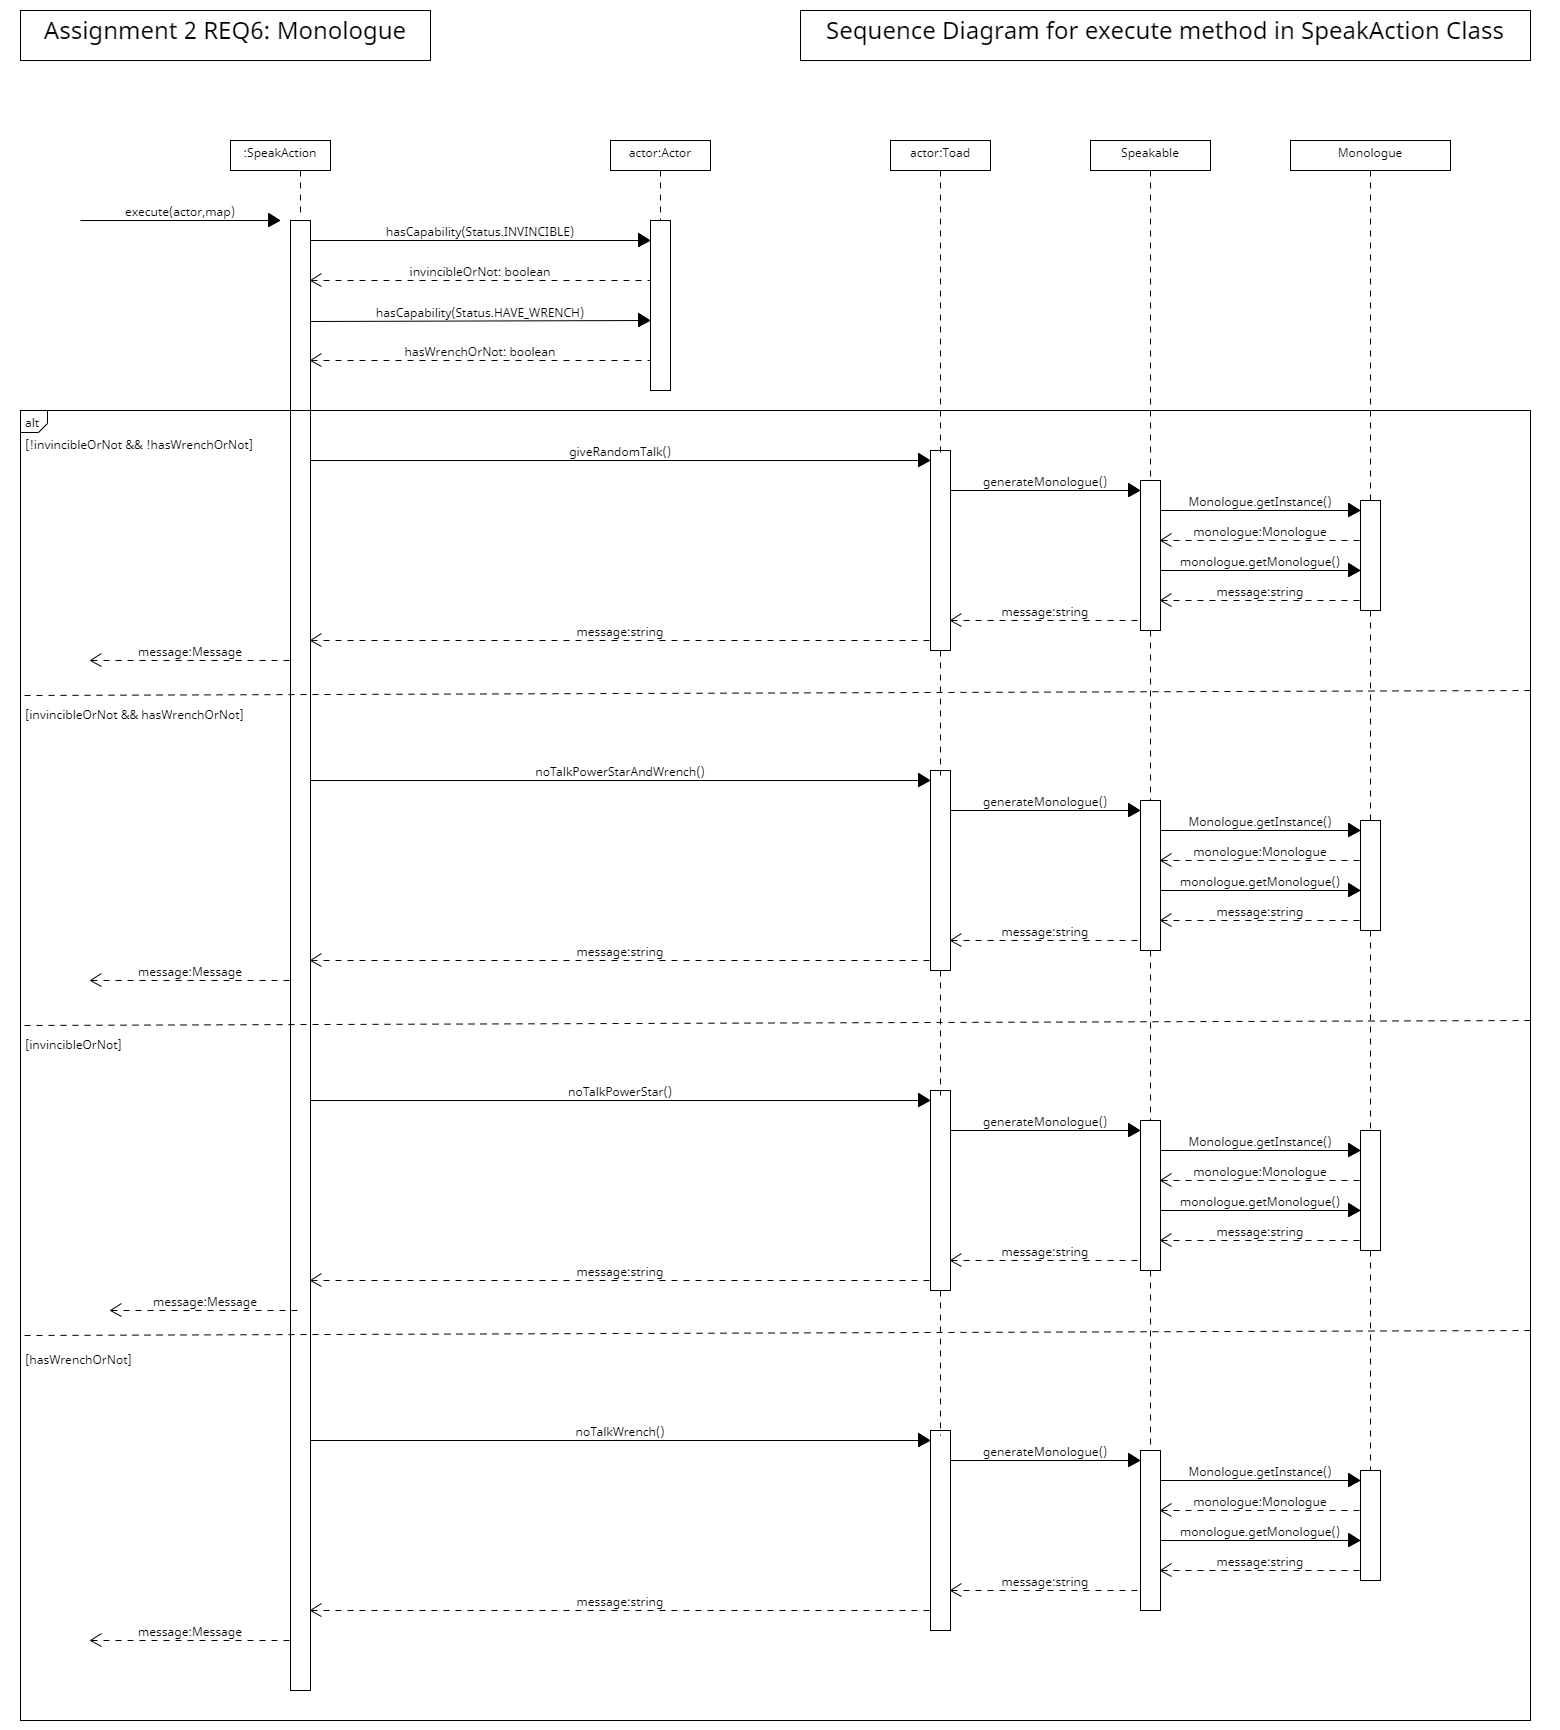 Assignment 2 REQ6: Monologue
Sequence Diagram for execute method in SpeakAction Class
:SpeakAction
actor:Actor
actor:Toad
Speakable
Monologue
execute(actor,map)
hasCapability(Status.INVINCIBLE)
invincibleOrNot: boolean
hasCapability(Status.HAVE_WRENCH)
hasWrenchOrNot: boolean
alt
[!invincibleOrNot && !hasWrenchOrNot]
giveRandomTalk()
generateMonologue()
Monologue.getInstance()
monologue:Monologue
monologue.getMonologue()
message:string
message:string
message:string
message:Message
[invincibleOrNot && hasWrenchOrNot]
noTalkPowerStarAndWrench()
generateMonologue()
Monologue.getInstance()
monologue:Monologue
monologue.getMonologue()
message:string
message:string
message:string
message:Message
[invincibleOrNot]
noTalkPowerStar()
generateMonologue()
Monologue.getInstance()
monologue:Monologue
monologue.getMonologue()
message:string
message:string
message:string
message:Message
[hasWrenchOrNot]
noTalkWrench()
generateMonologue()
Monologue.getInstance()
monologue:Monologue
monologue.getMonologue()
message:string
message:string
message:string
message:Message